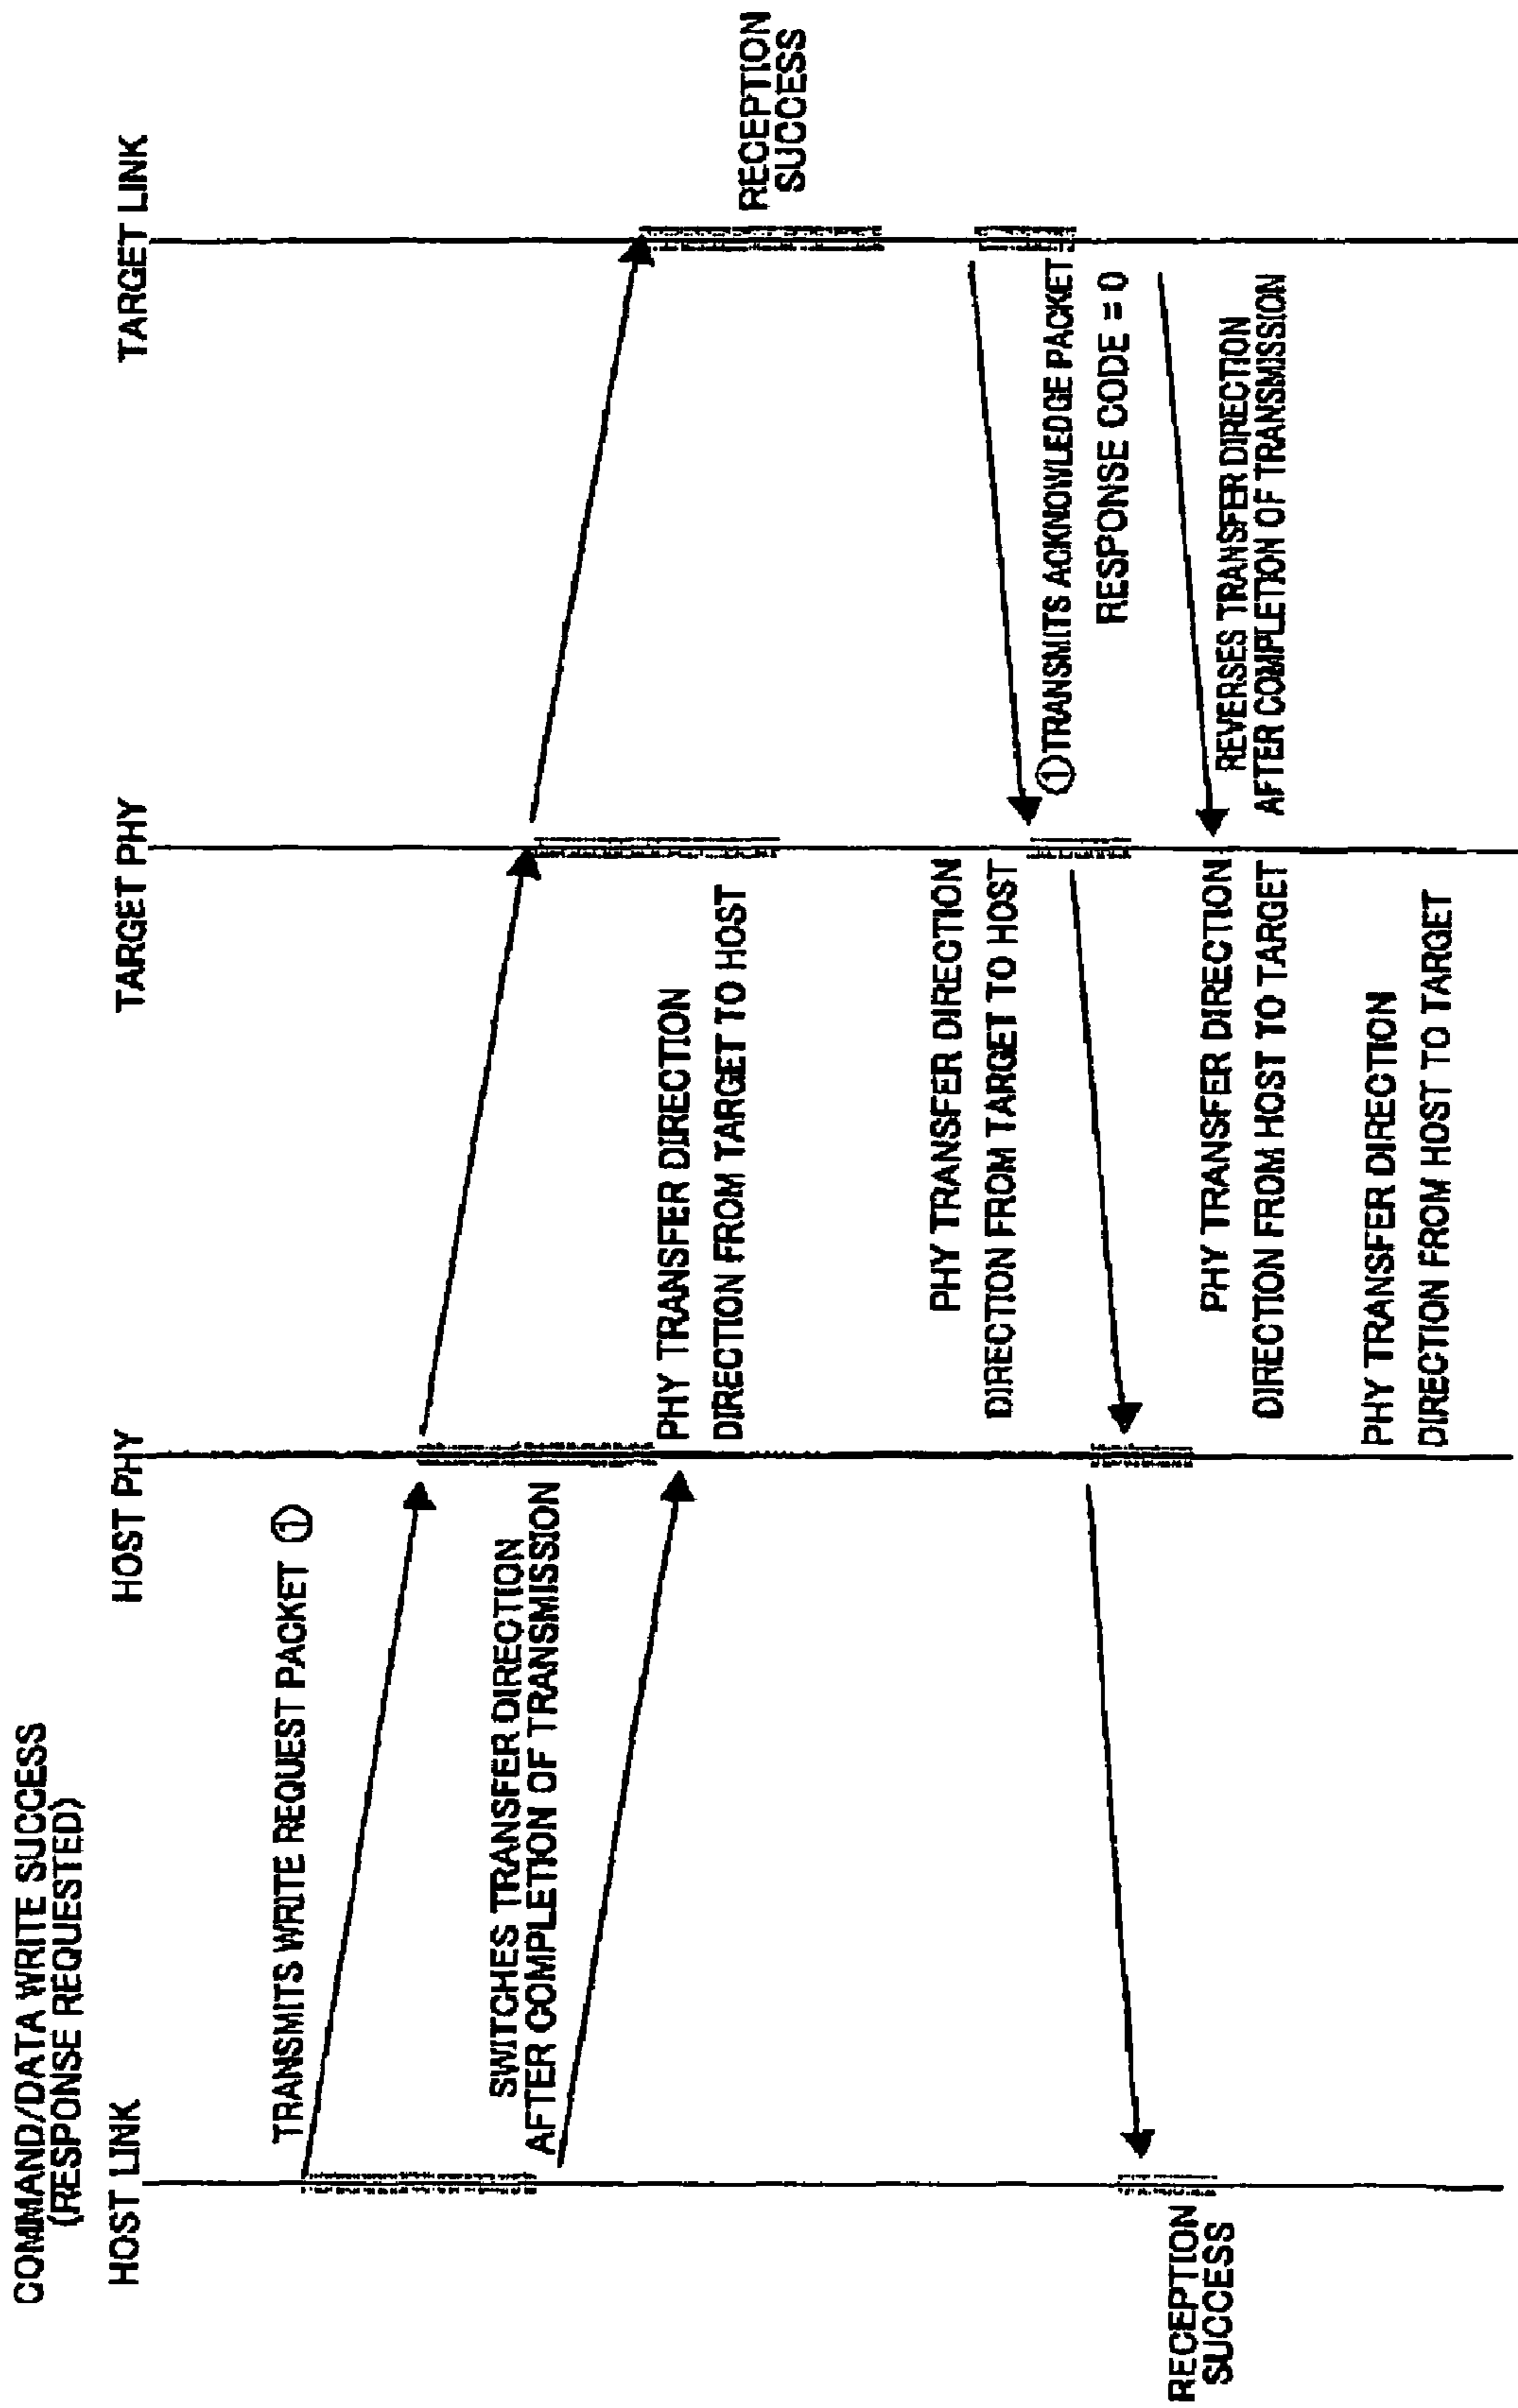 COMMAND/DATA WRITE SUCCESS
(RESPONSE REQUESTED)
HOST LINK
HOST PHY
TARGET PHY
TARGET LINK
TRANSMITS WRITE REQUEST PACKET ①
SWITCHES TRANSFER DIRECTION
AFTER COMPLETION OF TRANSMISSION
PHY TRANSFER DIRECTION
DIRECTION FROM TARGET TO HOST
RECEPTION
SUCCESS
PHY TRANSFER DIRECTION
DIRECTION FROM TARGET TO HOST
①TRANSMITS ACKNOWLEDGE PACKET
RESPONSE CODE = 0
RECEPTION
SUCCESS
PHY TRANSFER DIRECTION
DIRECTION FROM HOST TO TARGET
REVERSES TRANSFER DIRECTION
AFTER COMPLETION OF TRANSMISSION
PHY TRANSFER DIRECTION
DIRECTION FROM HOST TO TARGET